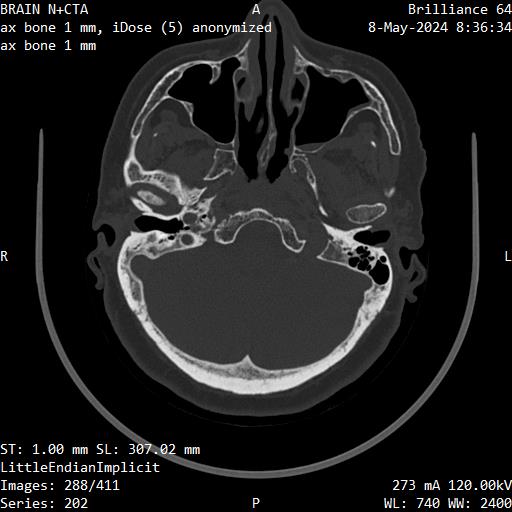 BRAIN N+CTA
A
Brilliance 64
ax bone 1 mm, iDose (5) anonymized
8-May-2024 8:36:34
ax bone 1 mm
R
L
ST: 1.00 mm SL: 307.02 mm
LittleEndianImplicit
Images: 288/411
273 mA 120.00kV
Series: 202
P
WL: 740 WW: 2400